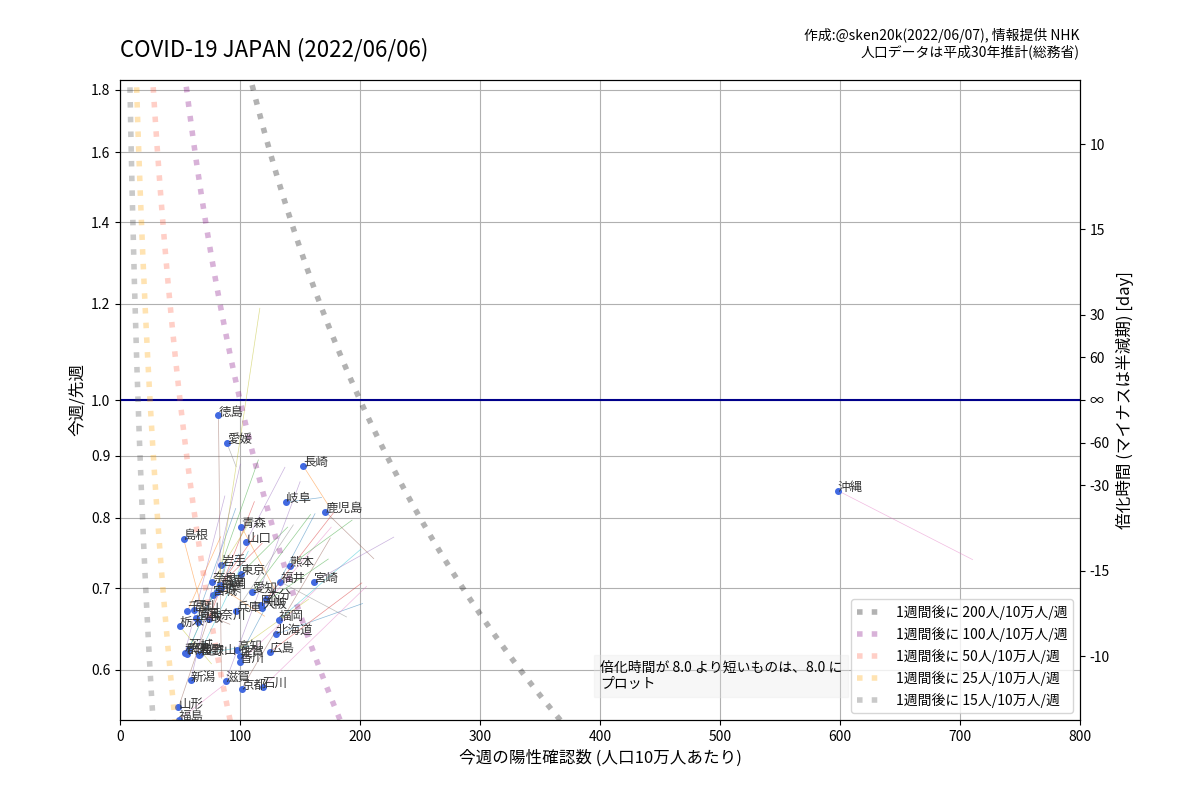 COVID-19 JAPAN (2022/06/06)
作成:@sken20k(2022/06/07), 情報提供 NHK
人口データは平成30年推計(総務省)
1.8
1.6
1.4
1.2
1.0
0.9
0.8
0.7
0.6
今週/先週
10
15
30
60
∞
-60
-30
-15
-10
倍化時間 (マイナスは半減期) [day]
徳島
愛媛
長崎
沖縄
岐阜
鹿児島
青森
島根
山口
岩手
熊本
東京
福井
宮崎
愛知
大分
大阪
兵庫
神奈川
福岡
栃木
北海道
高知
広島
香川
新潟
滋賀
京都
石川
山形
福島
倍化時間が 8.0 より短いものは、8.0 に
プロット
1週間後に 200人/10万人/週
1週間後に 100人/10万人/週
1週間後に 50人/10万人/週
1週間後に 25人/10万人/週
1週間後に 15人/10万人/週
0
100
200
300
400
500
600
700
800
今週の陽性確認数 (人口10万人あたり)